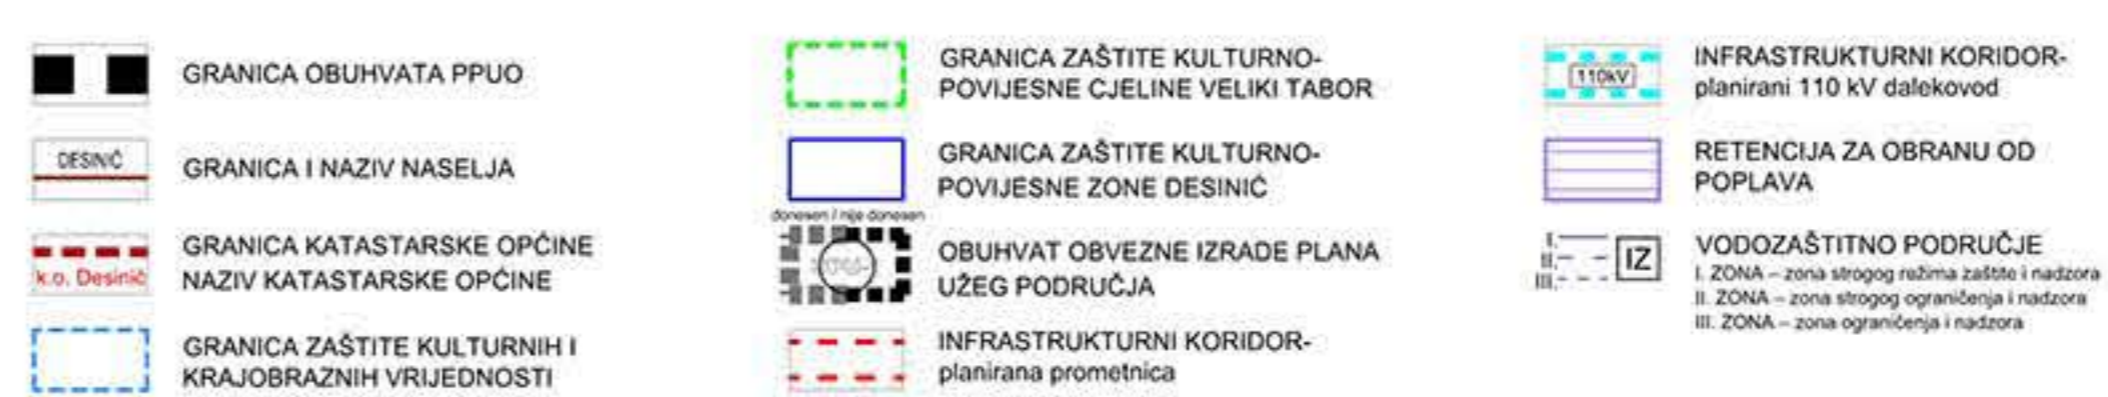 GRANICA OBUHVATA PPUO
DESINIĆ
GRANICA I NAZIV NASELJA
k.o. Desinić
GRANICA KATASTARSKE OPĆINE
NAZIV KATASTARSKE OPĆINE
GRANICA ZAŠTITE KULTURNIH I
KRAJOBRAZNIH VRIJEDNOSTI
GRANICA ZAŠTITE KULTURNO-
POVIJESNE CJELINE VELIKI TABOR
GRANICA ZAŠTITE KULTURNO-
POVIJESNE ZONE DESINIĆ
donesen / nije donesen
OBUHVAT OBVEZNE IZRADE PLANA
UŽEG PODRUČJA
INFRASTRUKTURNI KORIDOR-
planirana prometnica
110kV
INFRASTRUKTURNI KORIDOR-
planirani 110 kV dalekovod
RETENCIJA ZA OBRANU OD
POPLAVA
I.
II.
III.
IZ
VODOZAŠTITNO PODRUČJE
I. ZONA – zona strogog režima zaštite i nadzora
II. ZONA – zona strogog ograničenja i nadzora
III. ZONA – zona ograničenja i nadzora